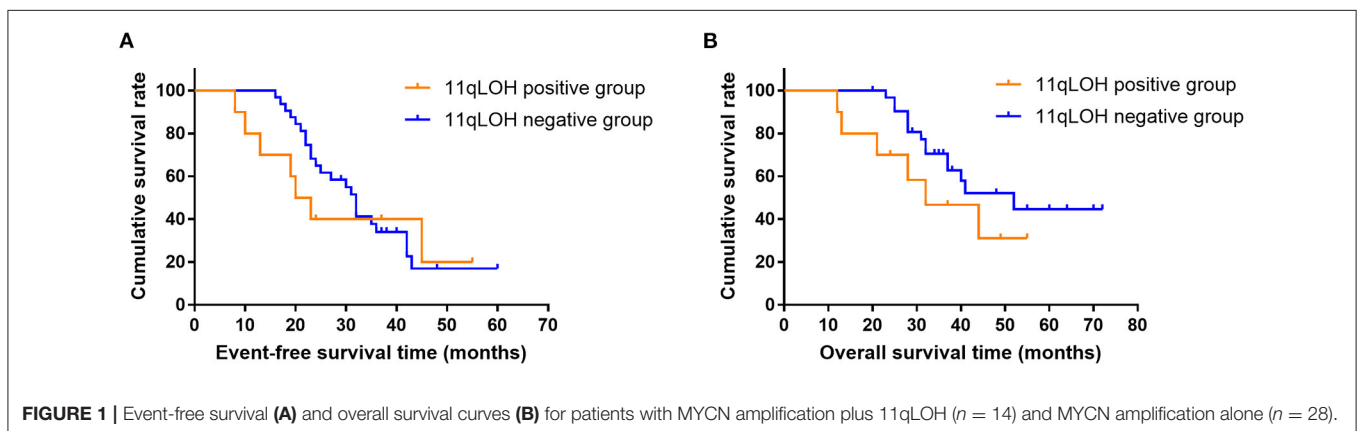 A
Cumulative survival rate
100
80
60
40
20
0
0 10 20 30 40 50 60 70
Event-free survival time (months)
11qLOH positive group
11qLOH negative group
B
Cumulative survival rate
100
80
60
40
20
0
0 10 20 30 40 50 60 70 80
Overall survival time (months)
11qLOH positive group
11qLOH negative group
FIGURE 1 | Event-free survival (A) and overall survival curves (B) for patients with MYCN amplification plus 11qLOH (n = 14) and MYCN amplification alone (n = 28).